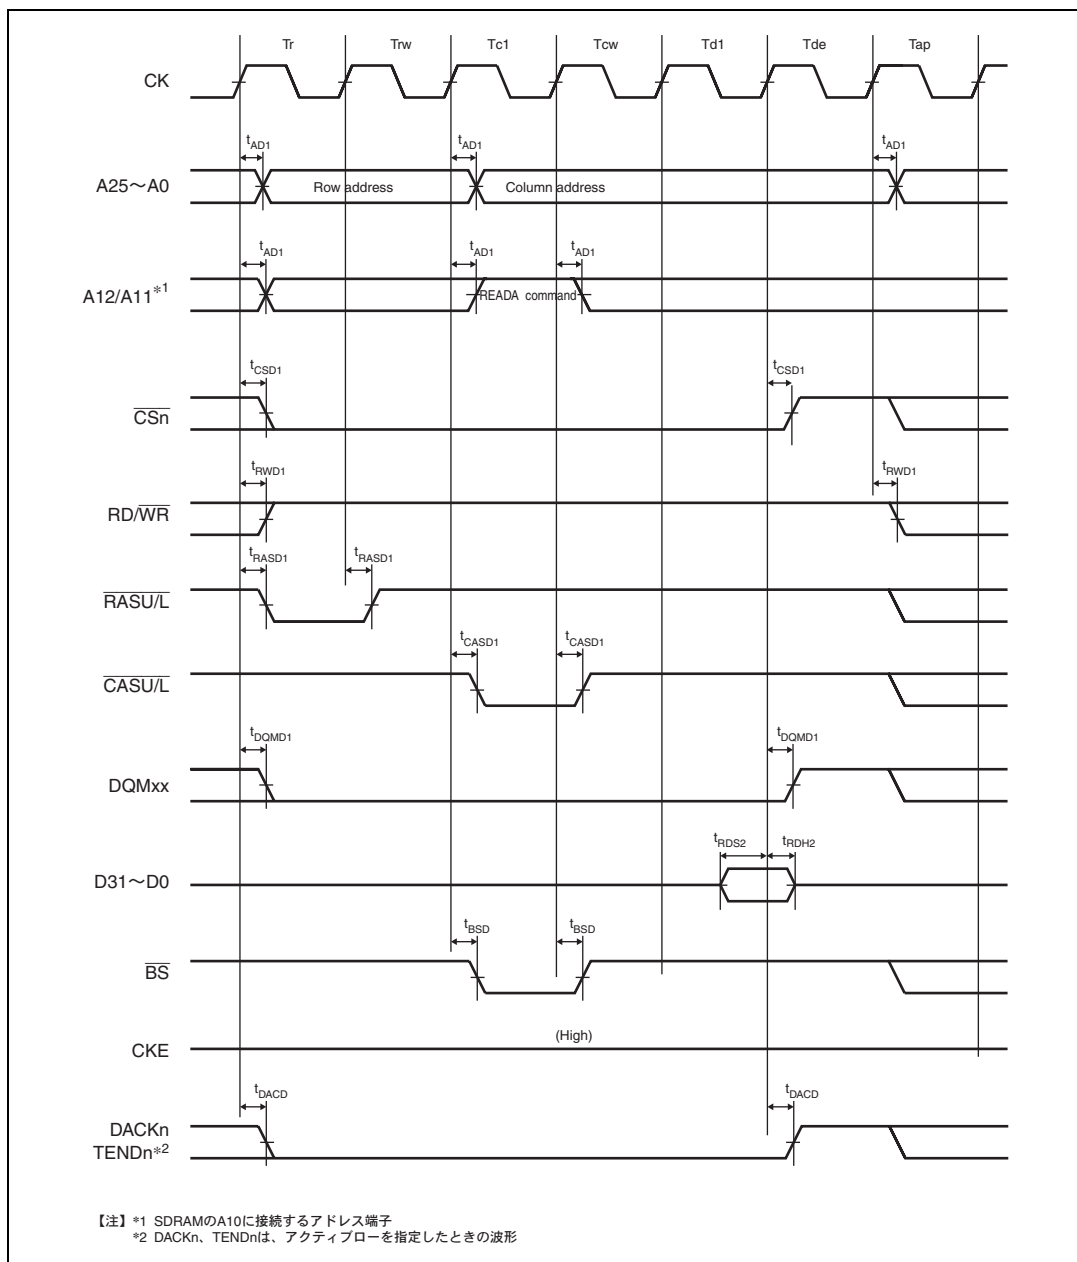 Tr Trw Tc1 Tcw Td1 Tde Tap
CK
tAD1 tAD1 tAD1
A25～A0 Row address Column address
tAD1 tAD1 tAD1
A12/A11*1 READA command
tCSD1 tCSD1
CSn
tRWD1 tRWD1
RD/WR
tRASD1 tRASD1
RASU/L
tCASD1 tCASD1
CASU/L
tDQMD1 tDQMD1
DQMxx
tRDS2 tRDH2
D31～D0
tBSD tBSD
BS
(High)
CKE
tDACD tDACD
DACKn
TENDn*2
【注】*1 SDRAMのA10に接続するアドレス端子
*2 DACKn、TENDnは、アクティブローを指定したときの波形